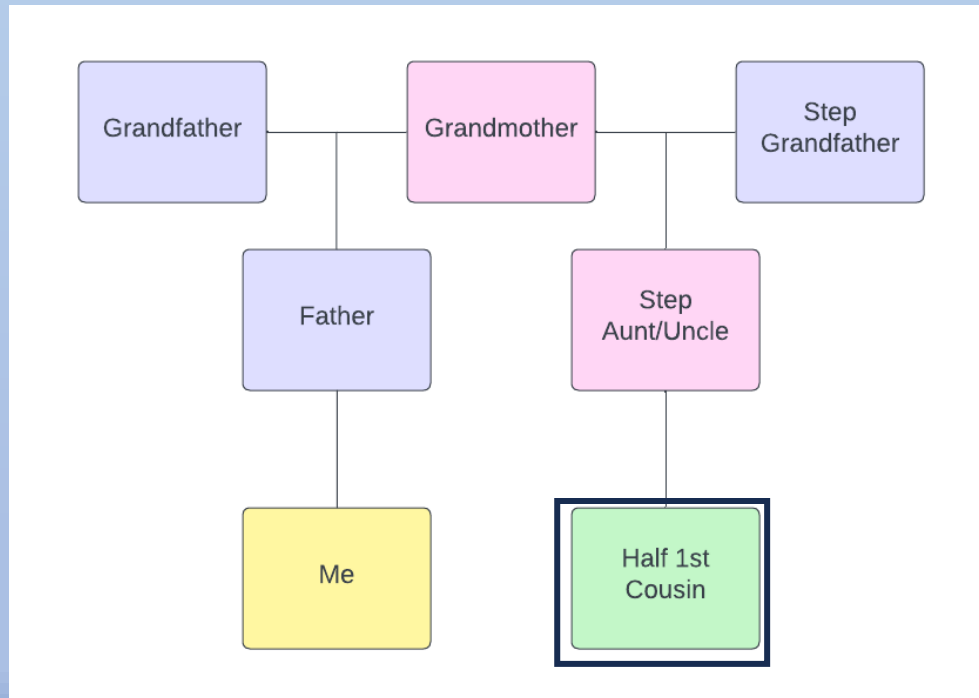 Grandfather
Grandmother
Step
Grandfather
Father
Step
Aunt/Uncle
Me
Half 1st
Cousin